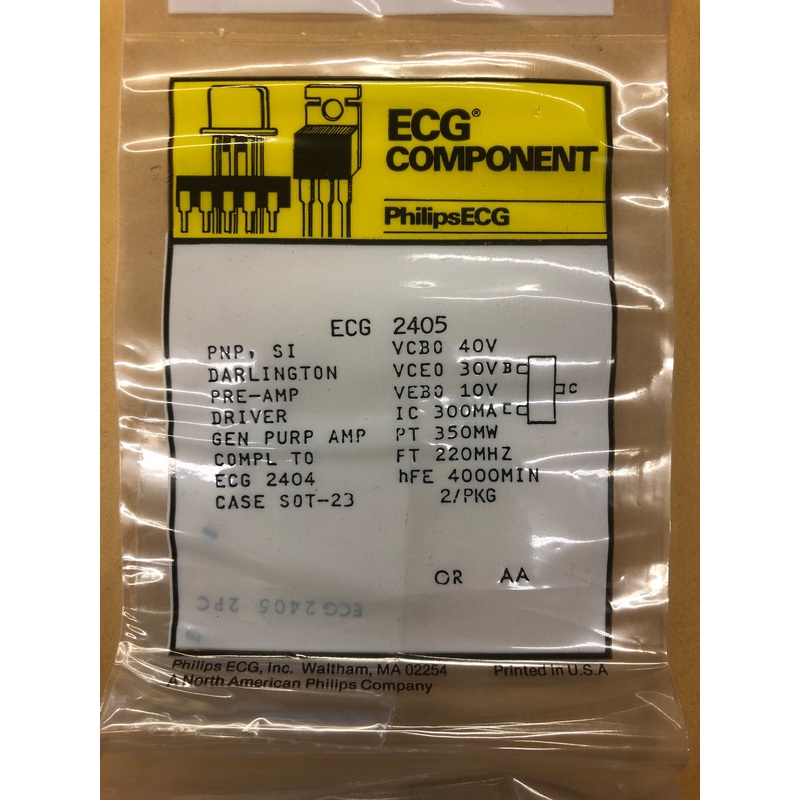 ECG®
COMPONENT
PhilipsECG
ECG 2405
PNP, SI VCBO 40V
DARLINGTON VCEO 30V B
PRE-AMP VEBO 10V C
DRIVER IC 300MA E
GEN PURP AMP PT 350MW
COMPL TO FT 220MHZ
ECG 2404 hFE 4000MIN
CASE SOT-23 2/PKG
OR AA
ECG2405 2PC
Philips ECG, Inc. Waltham, MA 02254 Printed in U.S.A
A North American Philips Company